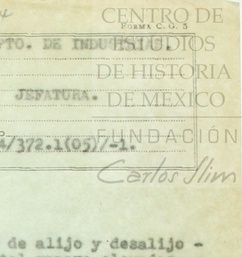 CENTRO DE
FORMA C. G. 3
PTO. DE INDUSTRIAS.
ESTUDIOS
DE HISTORIA
JEFATURA.
DE MEXICO
FUNDACIÓN
4/372.1(05)/-1.
Carlos Slim
de alijo y desalijo -